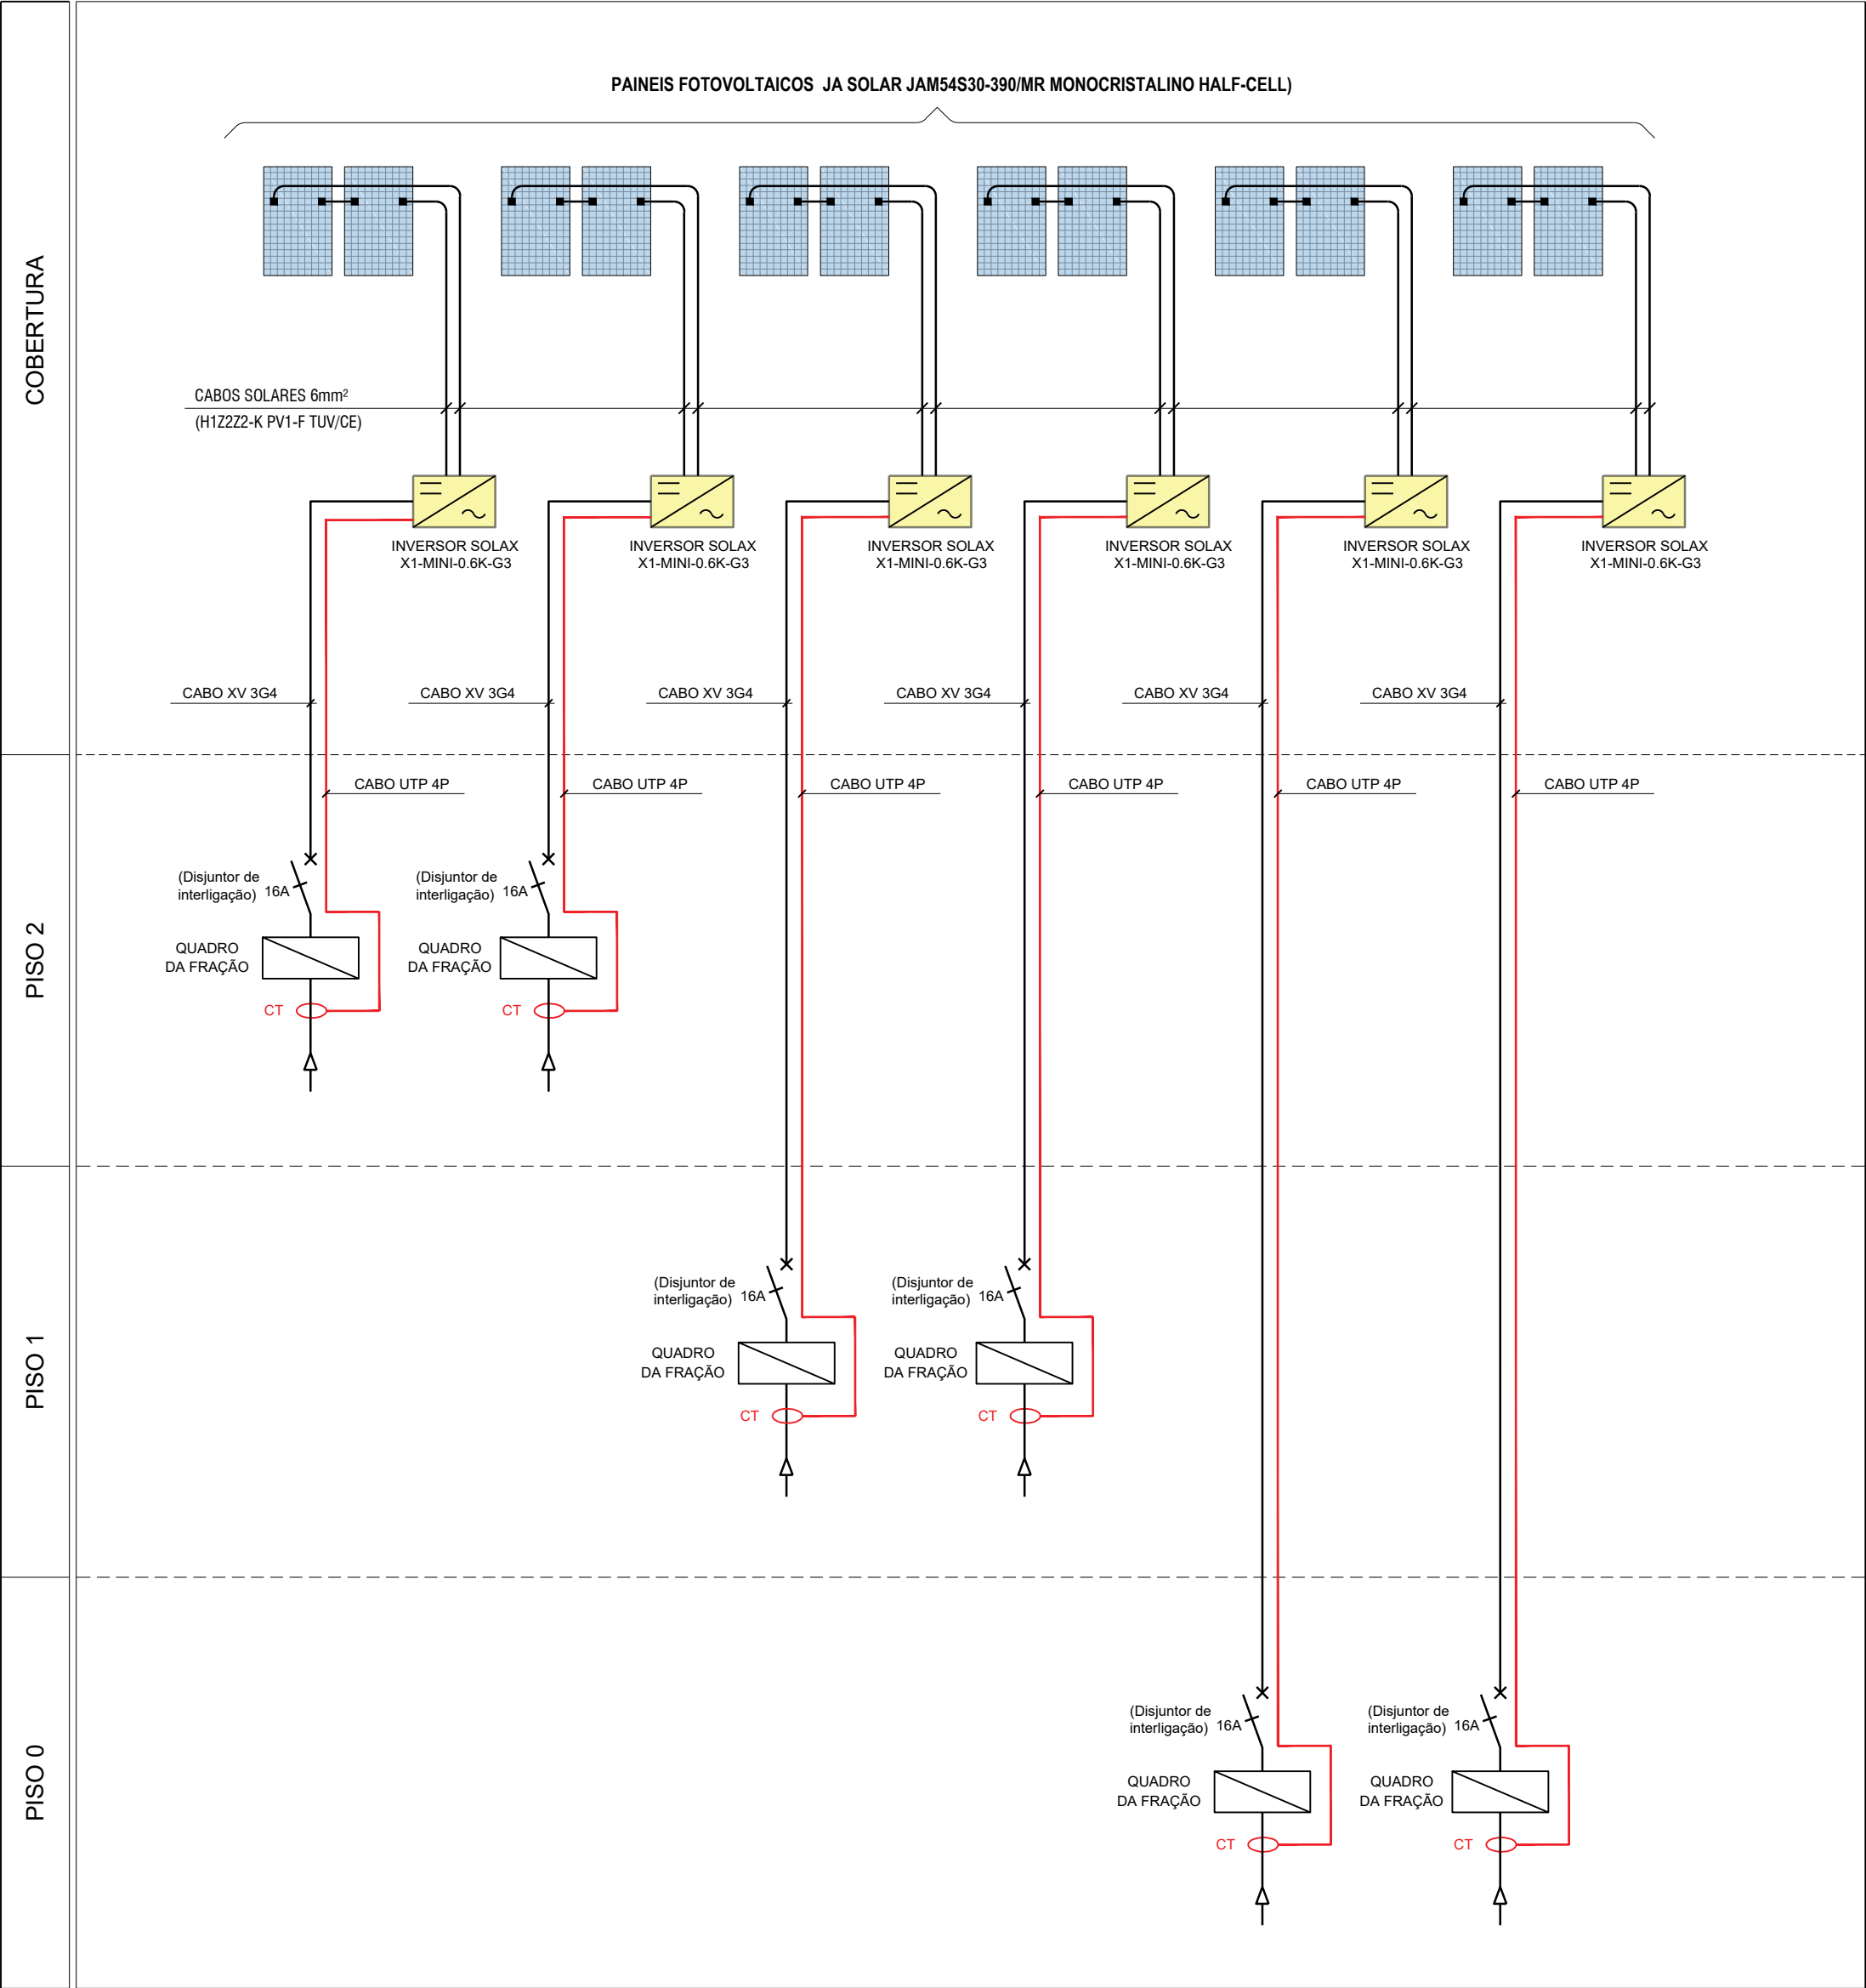 PAINEIS FOTOVOLTAICOS  JA SOLAR JAM54S30-390/MR MONOCRISTALINO HALF-CELL)
COBERTURA
CABOS SOLARES 6mm²
(H1Z2Z2-K PV1-F TUV/CE)
INVERSOR SOLAX
X1-MINI-0.6K-G3
INVERSOR SOLAX
X1-MINI-0.6K-G3
INVERSOR SOLAX
X1-MINI-0.6K-G3
INVERSOR SOLAX
X1-MINI-0.6K-G3
INVERSOR SOLAX
X1-MINI-0.6K-G3
INVERSOR SOLAX
X1-MINI-0.6K-G3
CABO XV 3G4
CABO XV 3G4
CABO XV 3G4
CABO XV 3G4
CABO XV 3G4
CABO XV 3G4
PISO 2
CABO UTP 4P
CABO UTP 4P
CABO UTP 4P
CABO UTP 4P
CABO UTP 4P
CABO UTP 4P
(Disjuntor de
interligação) 16A
QUADRO
DA FRAÇÃO
CT
(Disjuntor de
interligação) 16A
QUADRO
DA FRAÇÃO
CT
PISO 1
(Disjuntor de
interligação) 16A
QUADRO
DA FRAÇÃO
CT
(Disjuntor de
interligação) 16A
QUADRO
DA FRAÇÃO
CT
PISO 0
(Disjuntor de
interligação) 16A
QUADRO
DA FRAÇÃO
CT
(Disjuntor de
interligação) 16A
QUADRO
DA FRAÇÃO
CT